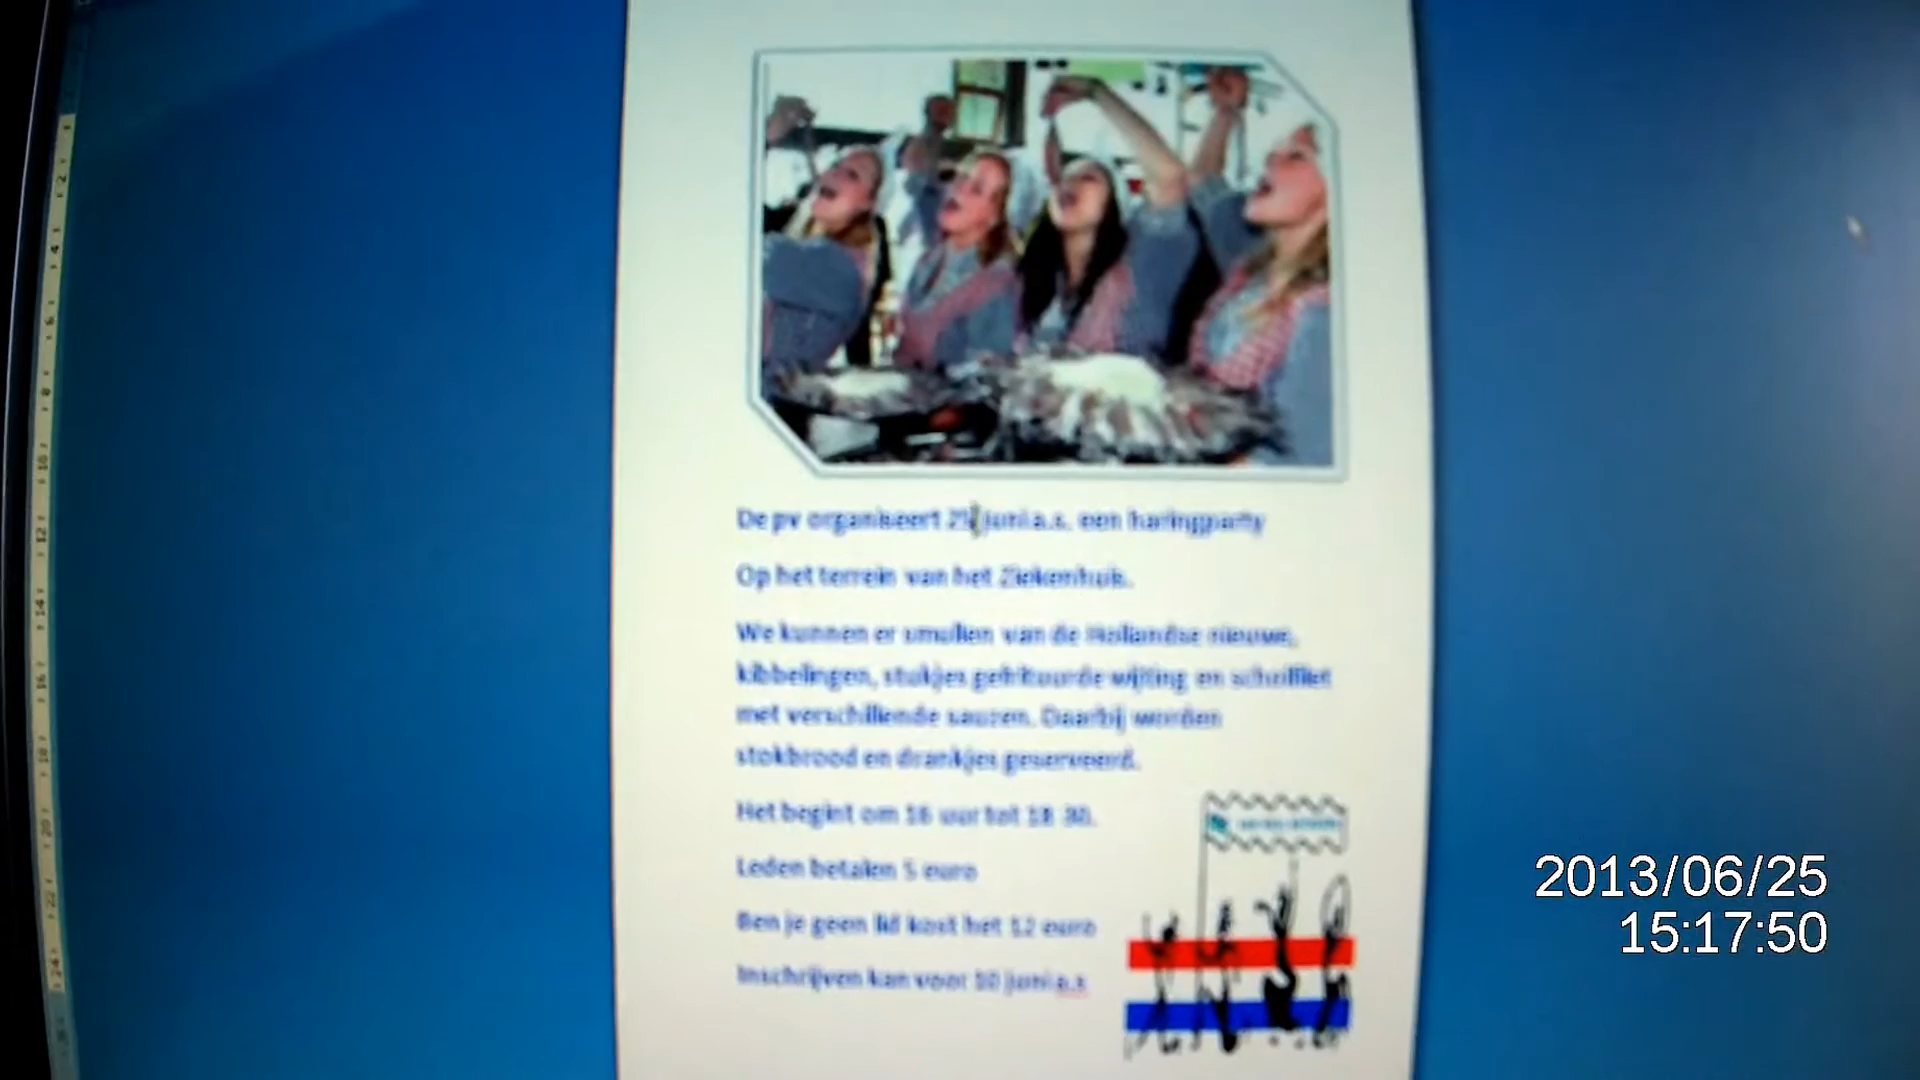 De pv organiseert 25 juni a.s. een haringparty
Op het terrein van het Ziekenhuis.
We kunnen er smullen van de Hollandse nieuwe,
kibbelingen, stukjes gefrituurde wijting en scholfilet
met verschillende sauzen. Daarbij worden
stokbrood en drankjes geserveerd.
Het begint om 16 uur tot 18 30.
Leden betalen 5 euro
Ben je geen lid kost het 12 euro
Inschrijven kan voor 10 juni a.s
2013/06/25
15:17:50